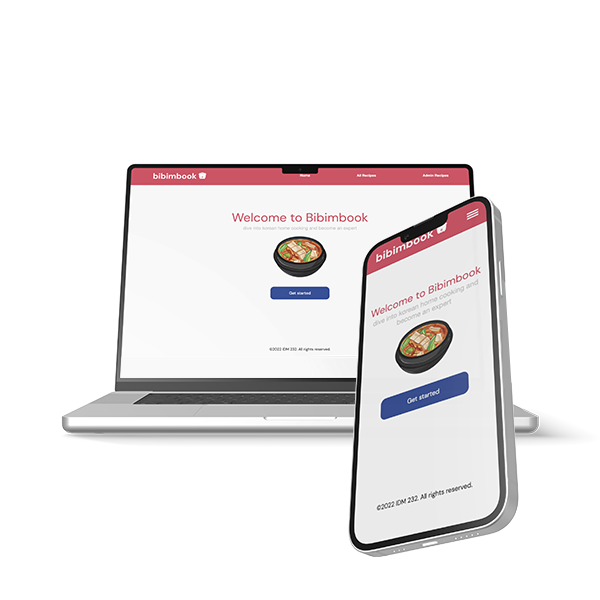 bibimbook
Home
All Recipes
Admin Recipes
Welcome to Bibimbook
dive into korean home cooking and become an expert
Get started
©2022 IDM 232. All rights reserved.
bibimbook
Welcome to Bibimbook
dive into korean home cooking and
become an expert
Get started
©2022 IDM 232. All rights reserved.